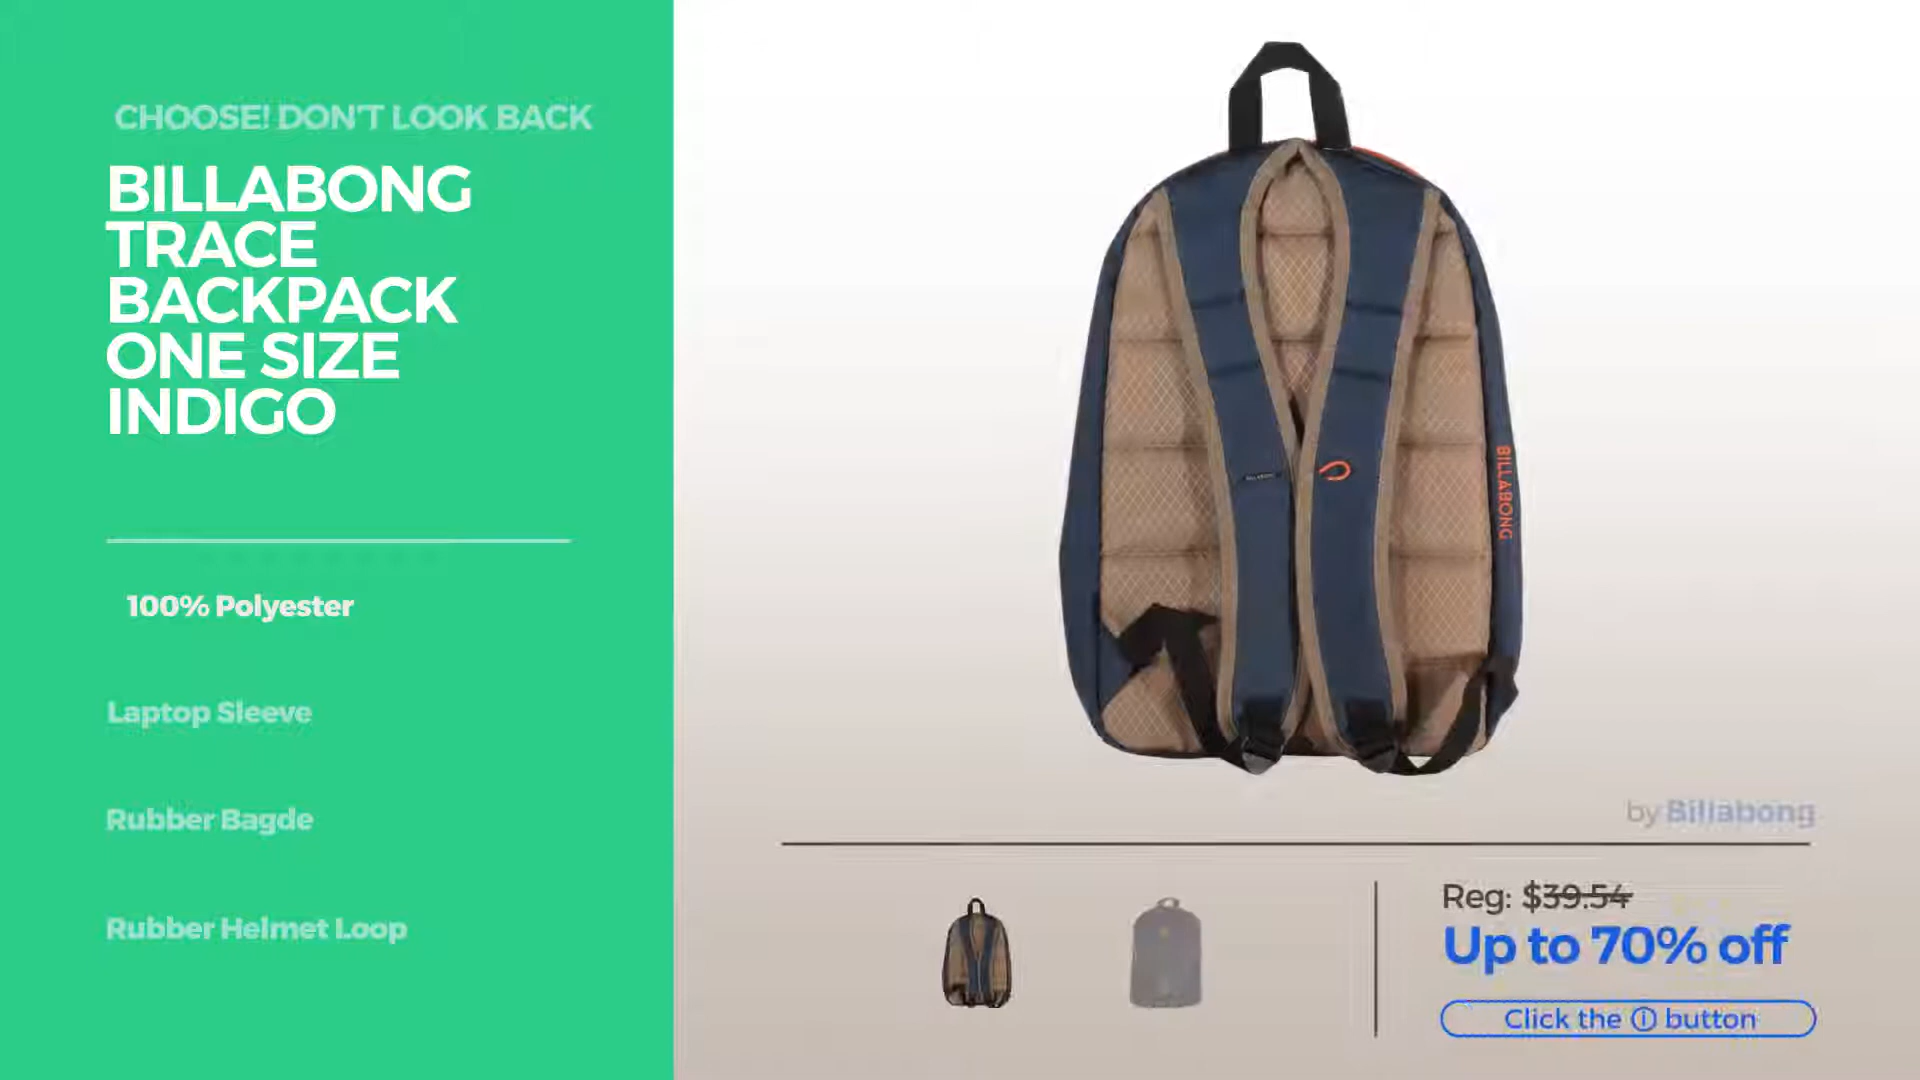 CHOOSE! DON'T LOOK BACK
BILLABONG
TRACE
BACKPACK
ONE SIZE
INDIGO
100% Polyester
Laptop Sleeve
Rubber Bagde
Rubber Helmet Loop
BILLABONG
by Billabong
Reg: $39.54
Up to 70% off
Click the ⓘ button